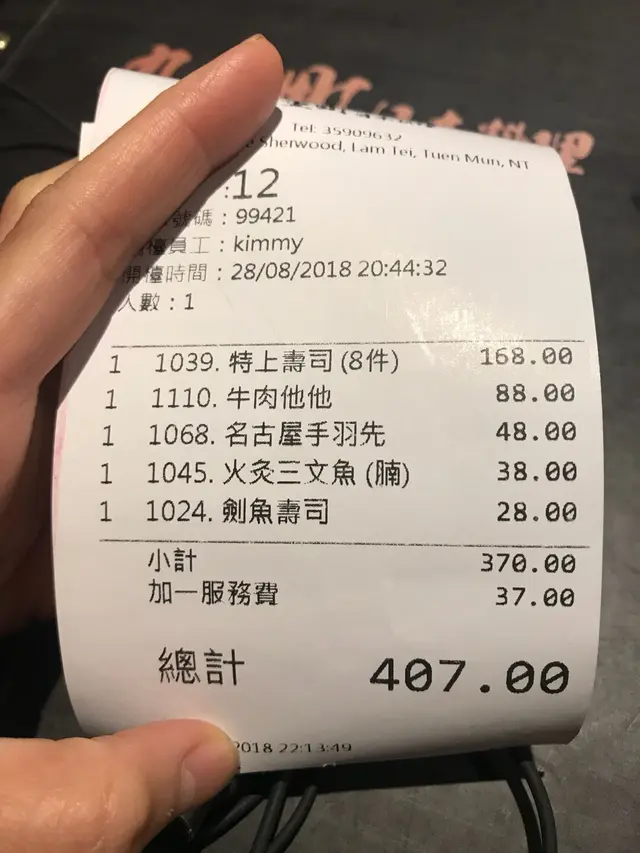 料理
Tel: 35909632
Sherwood, Lam Tei, Tuen Mun, NT
:12
號碼 : 99421
檯員工 : kimmy
開檯時間 : 28/08/2018 20:44:32
人數 : 1
1 1039. 特上壽司 (8件) 168.00
1 1110. 牛肉他他 88.00
1 1068. 名古屋手羽先 48.00
1 1045. 火灸三文魚 (腩) 38.00
1 1024. 劍魚壽司 28.00
小計 370.00
加一服務費 37.00
總計 407.00
2018 22:13:49